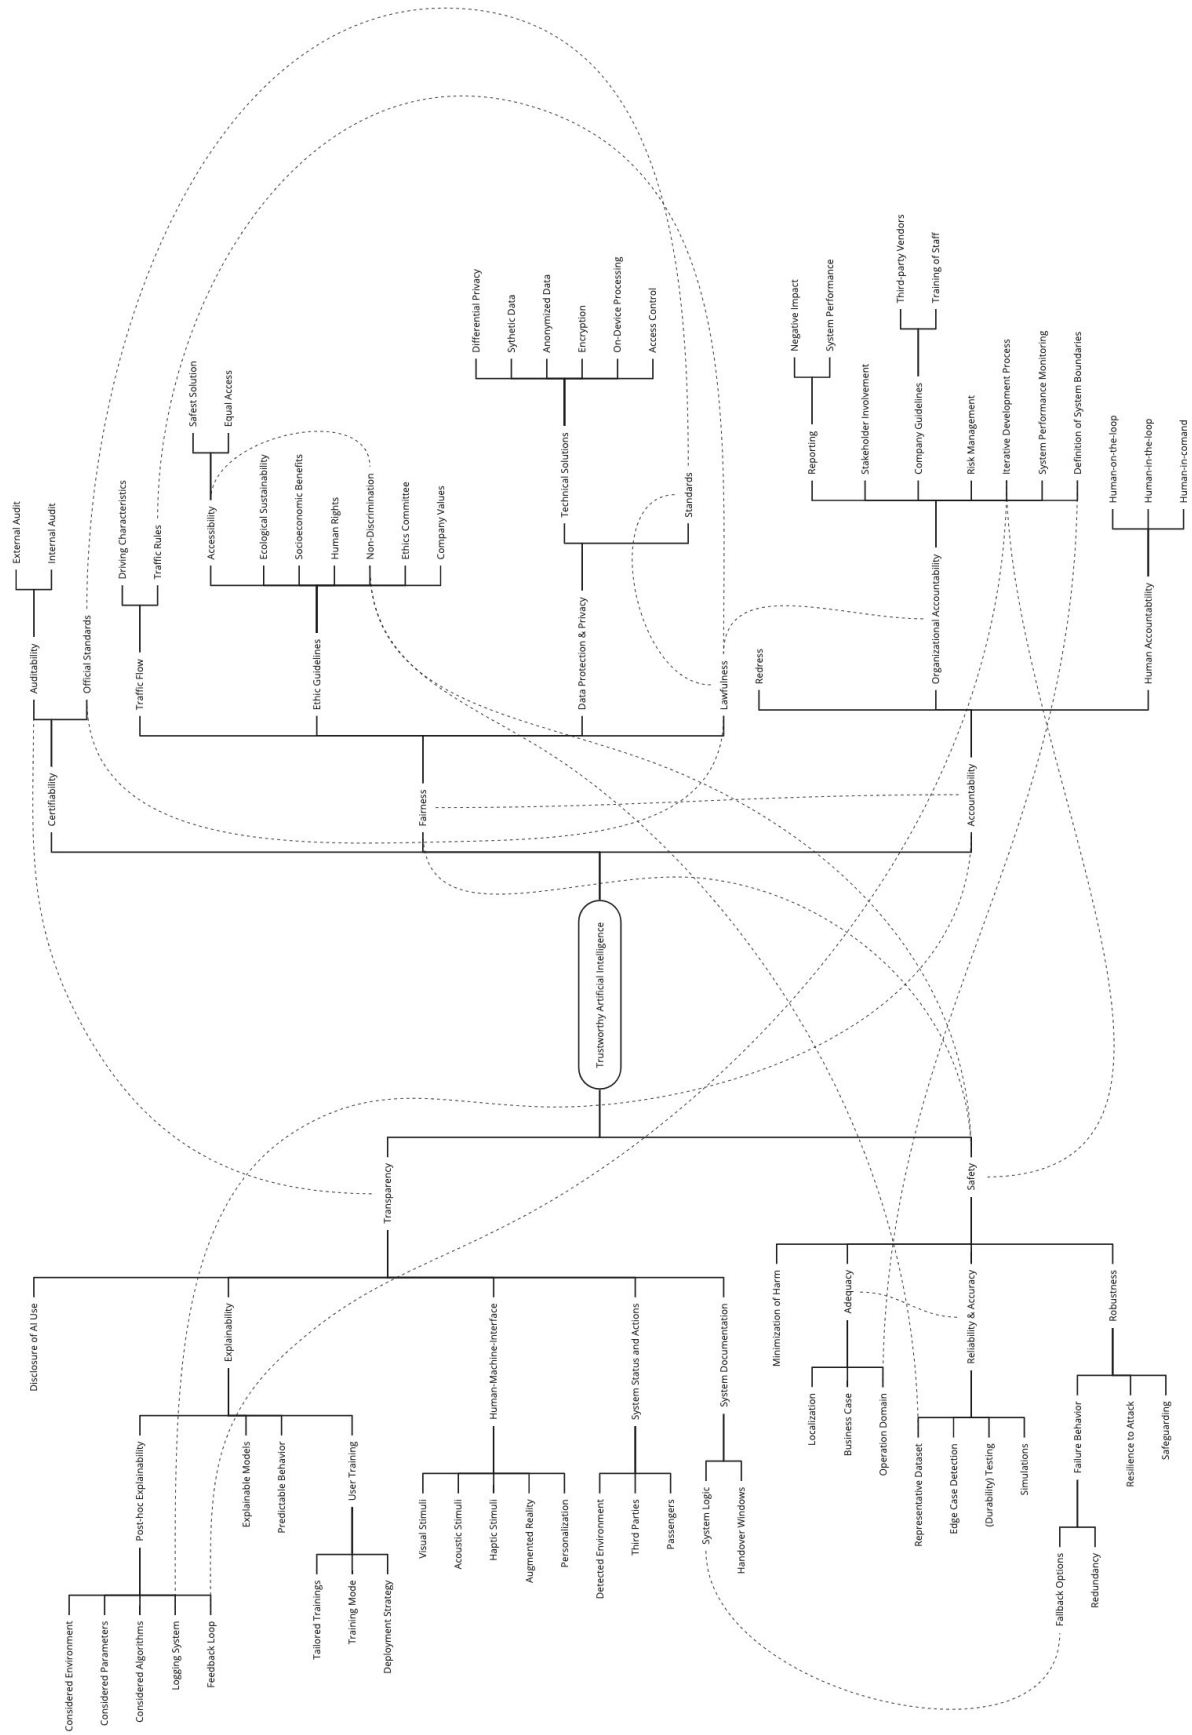 Trustworthy Artificial Intelligence
Transparency
Disclosure of AI Use
Explainability
Post-hoc Explainability
Considered Environment
Considered Parameters
Considered Algorithms
Logging System
Feedback Loop
Explainable Models
Predictable Behavior
User Training
Tailored Trainings
Training Mode
Deployment Strategy
Human-Machine-Interface
Visual Stimuli
Acoustic Stimuli
Haptic Stimuli
Augmented Reality
Personalization
System Status and Actions
Detected Environment
Third Parties
Passengers
System Documentation
System Logic
Handover Windows
Safety
Minimization of Harm
Adequacy
Localization
Business Case
Operation Domain
Reliability & Accuracy
Representative Dataset
Edge Case Detection
(Durability) Testing
Simulations
Robustness
Failure Behavior
Fallback Options
Redundancy
Resilience to Attack
Safeguarding
Certifiability
Auditability
External Audit
Internal Audit
Official Standards
Fairness
Traffic Flow
Driving Characteristics
Traffic Rules
Ethic Guidelines
Accessibility
Safest Solution
Equal Access
Ecological Sustainability
Socioeconomic Benefits
Human Rights
Non-Discrimination
Ethics Committee
Company Values
Data Protection & Privacy
Technical Solutions
Differential Privacy
Sythetic Data
Anonymized Data
Encryption
On-Device Processing
Access Control
Standards
Lawfulness
Accountability
Redress
Organizational Accountability
Reporting
Negative Impact
System Performance
Stakeholder Involvement
Company Guidelines
Third-party Vendors
Training of Staff
Risk Management
Iterative Development Process
System Performance Monitoring
Definition of System Boundaries
Human Accountabtility
Human-on-the-loop
Human-in-the-loop
Human-in-comand